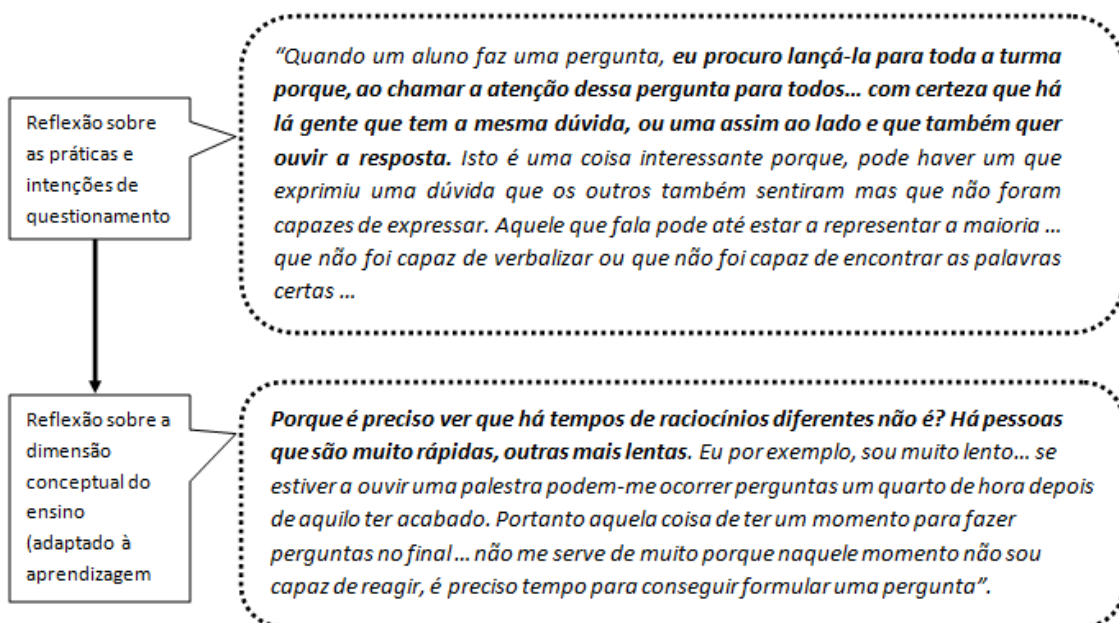 Reflexão sobre
as práticas e
intenções de
questionamento
“Quando um aluno faz uma pergunta, eu procuro lançá-la para toda a turma
porque, ao chamar a atenção dessa pergunta para todos... com certeza que há
lá gente que tem a mesma dúvida, ou uma assim ao lado e que também quer
ouvir a resposta. Isto é uma coisa interessante porque, pode haver um que
exprimiu uma dúvida que os outros também sentiram mas que não foram
capazes de expressar. Aquele que fala pode até estar a representar a maioria ...
que não foi capaz de verbalizar ou que não foi capaz de encontrar as palavras
certas ...
Reflexão sobre a
dimensão
conceptual do
ensino
(adaptado à
aprendizagem
Porque é preciso ver que há tempos de raciocínios diferentes não é? Há pessoas
que são muito rápidas, outras mais lentas. Eu por exemplo, sou muito lento... se
estiver a ouvir uma palestra podem-me ocorrer perguntas um quarto de hora depois
de aquilo ter acabado. Portanto aquela coisa de ter um momento para fazer
perguntas no final ... não me serve de muito porque naquele momento não sou
capaz de reagir, é preciso tempo para conseguir formular uma pergunta”.